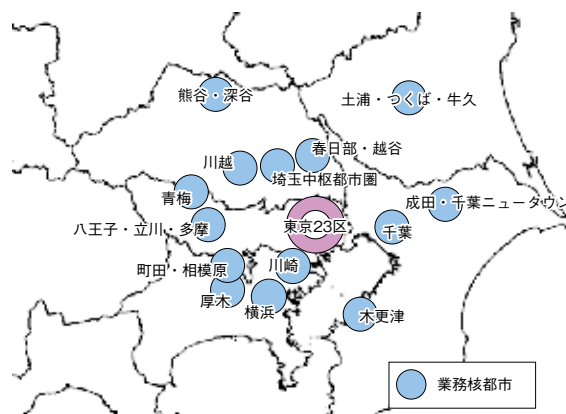 熊谷・深谷
土浦・つくば・牛久
春日部・越谷
川越
埼玉中枢都市圏
青梅
成田・千葉ニュータウン
八王子・立川・多摩
東京23区
千葉
町田・相模原
川崎
厚木
横浜
木更津
業務核都市